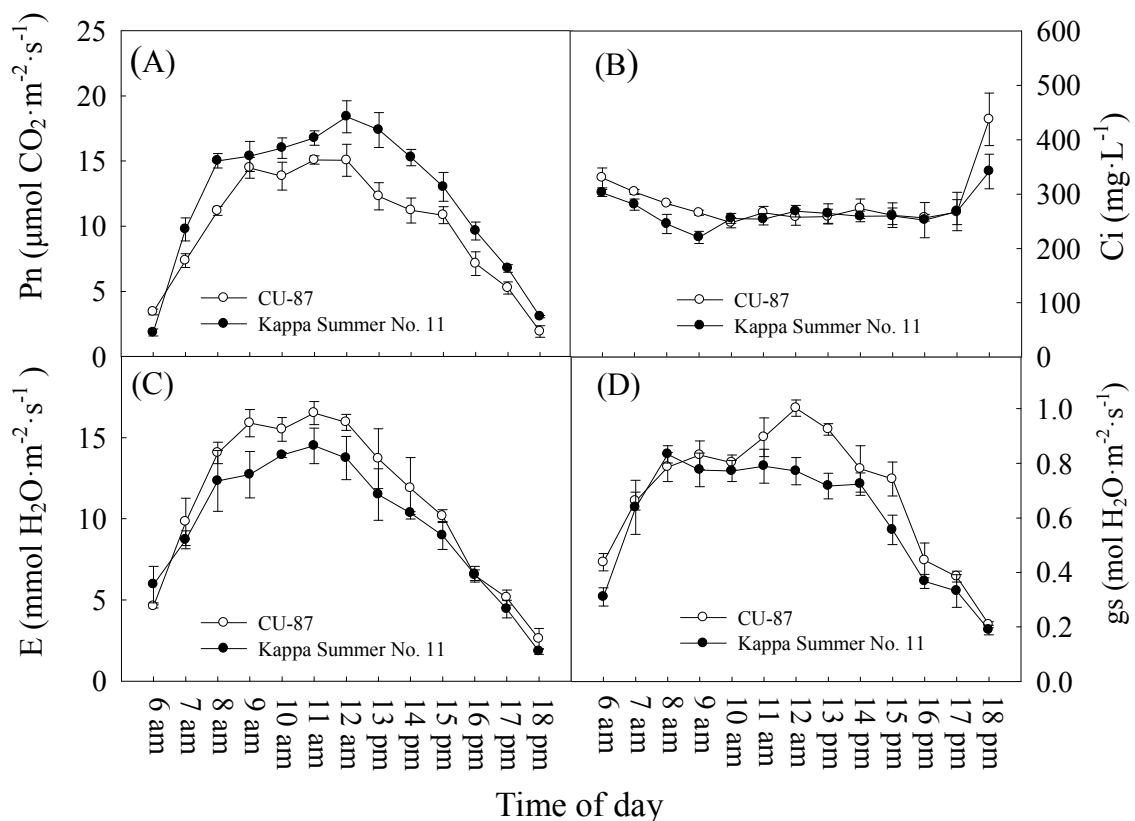 Pn (μmol CO₂·m⁻²·s⁻¹)
25
20
15
10
5
0
(A)
CU-87
Kappa Summer No. 11
(B)
CU-87
Kappa Summer No. 11
600
500
400
300
200
100
0
Ci (mg·L⁻¹)
E (mmol H₂O·m⁻²·s⁻¹)
15
10
5
0
(C)
CU-87
Kappa Summer No. 11
(D)
CU-87
Kappa Summer No. 11
1.0
0.8
0.6
0.4
0.2
0.0
gs (mol H₂O·m⁻²·s⁻¹)
6 am
7 am
8 am
9 am
10 am
11 am
12 am
13 pm
14 pm
15 pm
16 pm
17 pm
18 pm
6 am
7 am
8 am
9 am
10 am
11 am
12 am
13 pm
14 pm
15 pm
16 pm
17 pm
18 pm
Time of day